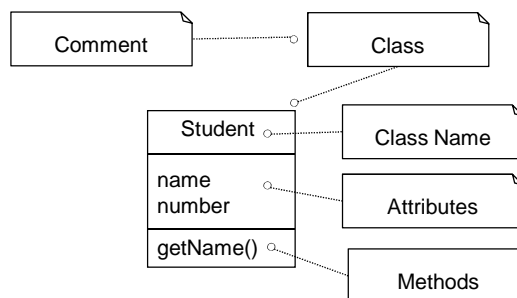 Comment
Class
Student
Class Name
name
number
Attributes
getName()
Methods